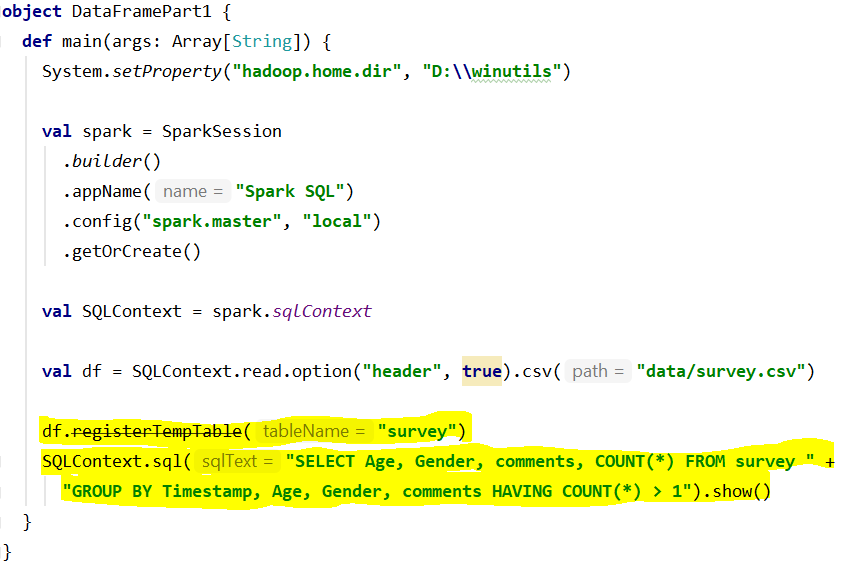 object DataFramePart1 {
def main(args: Array[String]) {
System.setProperty("hadoop.home.dir", "D:\\winutils")
val spark = SparkSession
.builder()
.appName( name = "Spark SQL")
.config("spark.master", "local")
.getOrCreate()
val SQLContext = spark.sqlContext
val df = SQLContext.read.option("header", true).csv( path = "data/survey.csv")
df.registerTempTable( tableName = "survey")
SQLContext.sql( sqlText = "SELECT Age, Gender, comments, COUNT(*) FROM survey " +
"GROUP BY Timestamp, Age, Gender, comments HAVING COUNT(*) > 1").show()
}
}